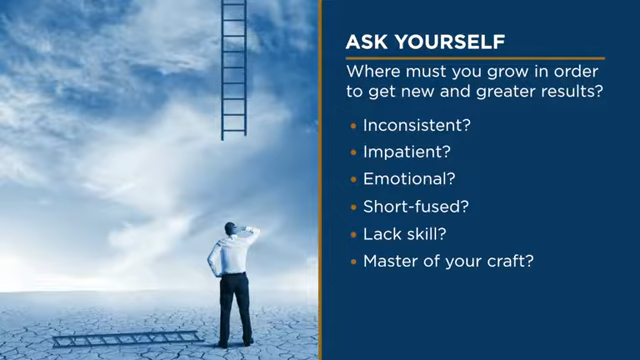 ASK YOURSELF
Where must you grow in order
to get new and greater results?
• Inconsistent?
• Impatient?
• Emotional?
• Short-fused?
• Lack skill?
• Master of your craft?